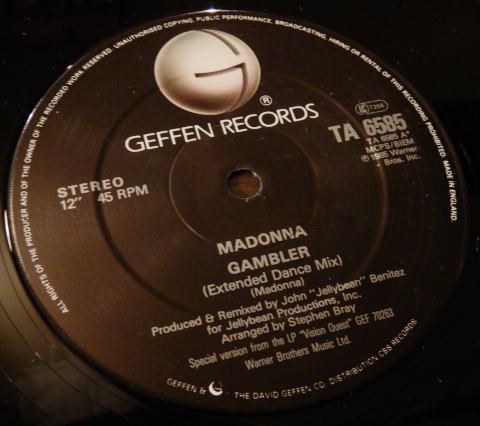 ALL RIGHTS OF THE PRODUCER AND OF THE OWNER OF THE RECORDED WORK RESERVED. UNAUTHORISED COPYING, PUBLIC PERFORMANCE, BROADCASTING, HIRING OR RENTAL OF THIS RECORDING PROHIBITED. MADE IN ENGLAND.
G
®
GEFFEN RECORDS
STEREO
12" 45 RPM
7266
TA 6585
TA 6585 A*
MCPS/BIEM
℗ 1985 Warner
Bros. Inc.
MADONNA
GAMBLER
(Extended Dance Mix)
(Madonna)
Produced & Remixed by John "Jellybean" Benitez
for Jellybean Productions, Inc.
Arranged by Stephen Bray
Special version from the LP "Vision Quest" GEF 70263
Warner Brothers Music Ltd.
GEFFEN & THE DAVID GEFFEN CO. DISTRIBUTION CBS RECORDS